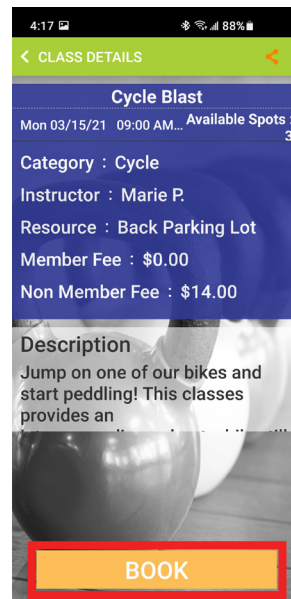 4:17 88%
CLASS DETAILS
Cycle Blast
Mon 03/15/21 09:00 AM... Available Spots :
3
Category : Cycle
Instructor : Marie P.
Resource : Back Parking Lot
Member Fee : $0.00
Non Member Fee : $14.00
Description
Jump on one of our bikes and
start peddling! This classes
provides an
BOOK